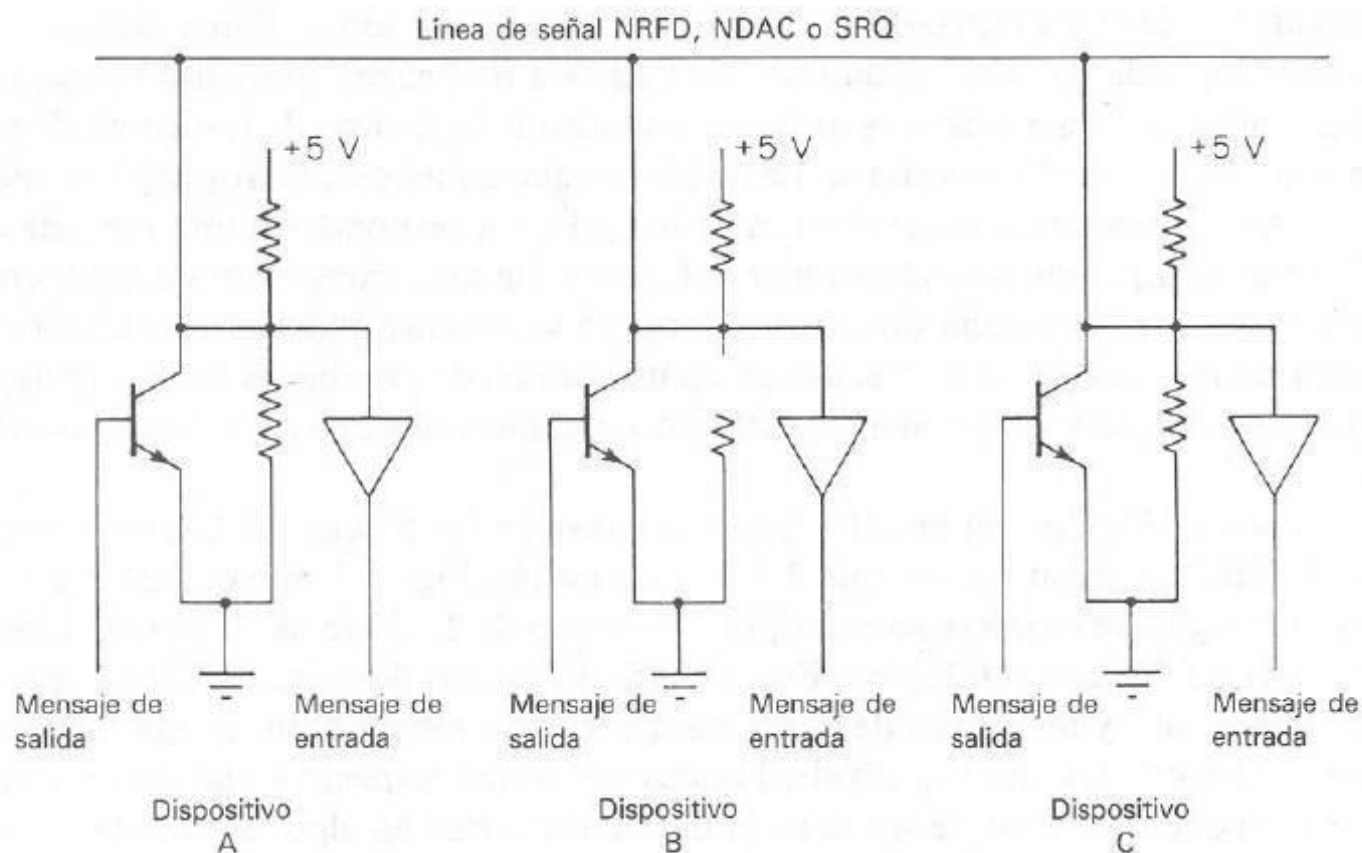 Línea de señal NRFD, NDAC o SRQ
+5 V
+5 V
+5 V
Mensaje de
salida
Mensaje de
entrada
Mensaje de
salida
Mensaje de
entrada
Mensaje de
salida
Mensaje de
entrada
Dispositivo
A
Dispositivo
B
Dispositivo
C